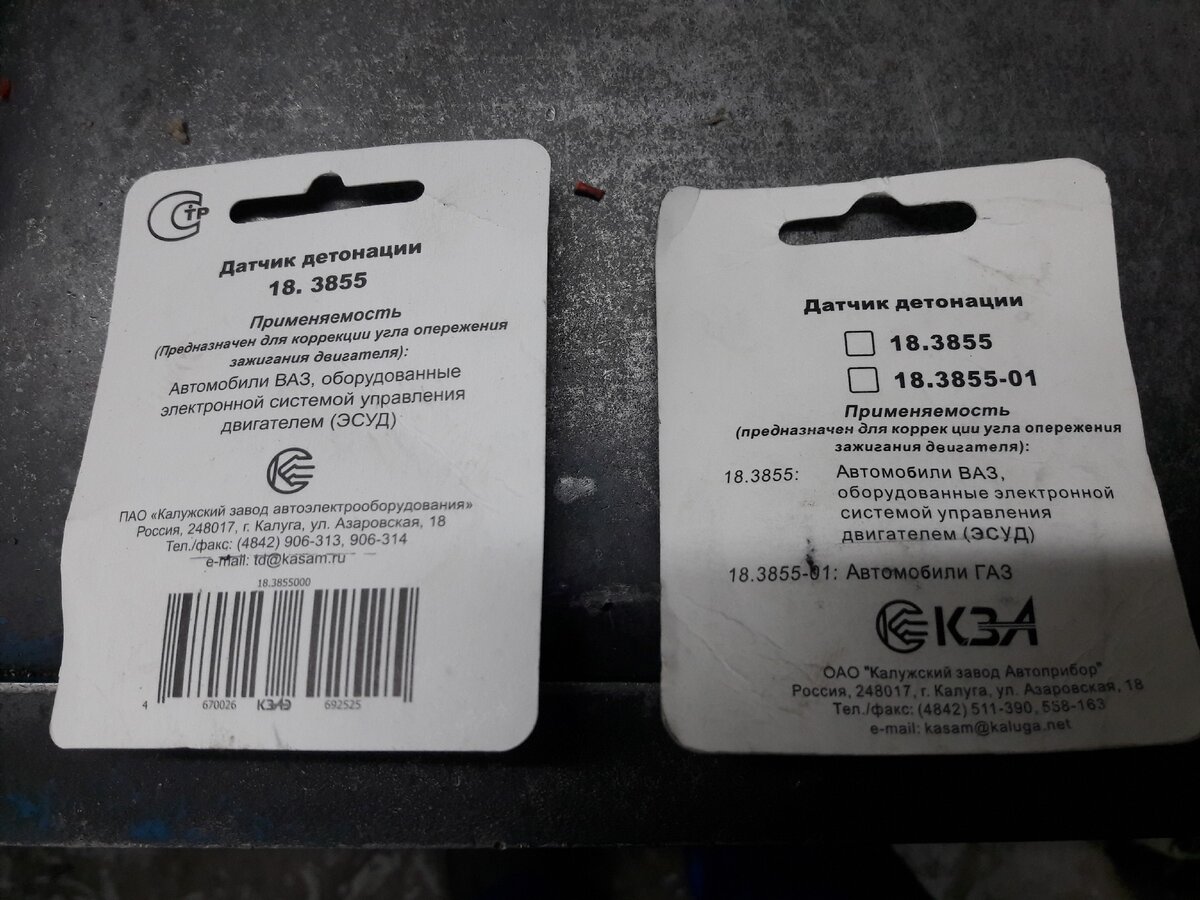 СТР
Датчик детонации
18. 3855
Применяемость
(Предназначен для коррекции угла опережения
зажигания двигателя):
Автомобили ВАЗ, оборудованные
электронной системой управления
двигателем (ЭСУД)
ПАО «Калужский завод автоэлектрооборудования»
Россия, 248017, г. Калуга, ул. Азаровская, 18
Тел./факс: (4842) 906-313, 906-314
e-mail: td@kasam.ru
18.3855000
4 670026 КЗАЭ 692525
Датчик детонации
18.3855
18.3855-01
Применяемость
(предназначен для коррек ции угла опережения
зажигания двигателя):
18.3855: Автомобили ВАЗ,
оборудованные электронной
системой управления
двигателем (ЭСУД)
18.3855-01: Автомобили ГАЗ
КЗА
ОАО "Калужский завод Автоприбор"
Россия, 248017, г. Калуга, ул. Азаровская, 18
Тел./факс: (4842) 511-390, 558-163
e-mail: kasam@kaluga.net